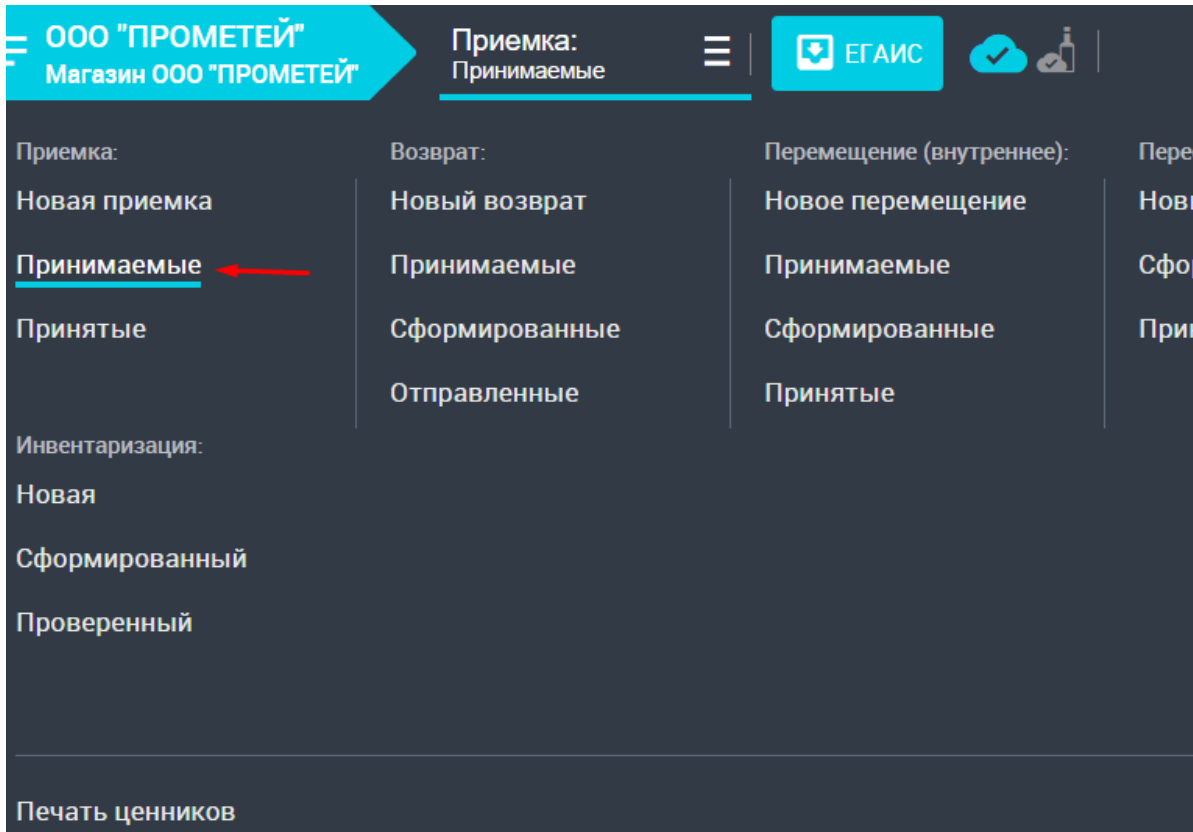 ООО "ПРОМЕТЕЙ"
Магазин ООО "ПРОМЕТЕЙ"
Приемка:
Принимаемые
ЕГАИС
Приемка:
Новая приемка
Принимаемые
Принятые
Возврат:
Новый возврат
Принимаемые
Сформированные
Отправленные
Перемещение (внутреннее):
Новое перемещение
Принимаемые
Сформированные
Принятые
Инвентаризация:
Новая
Сформированный
Проверенный
Печать ценников